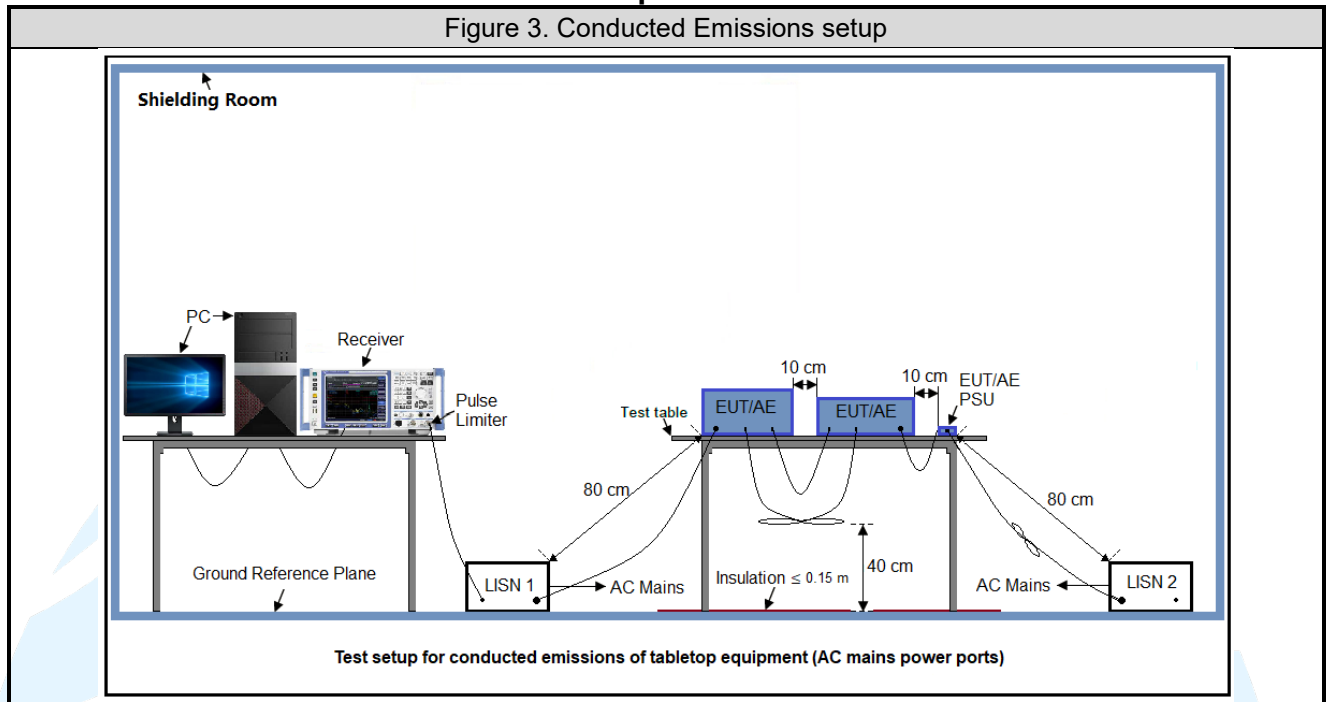 Figure 3. Conducted Emissions setup
Shielding Room
PC
Receiver
Pulse
Limiter
10 cm
10 cm
EUT/AE
PSU
Test table
EUT/AE
EUT/AE
80 cm
80 cm
Ground Reference Plane
LISN 1
AC Mains
Insulation ≤ 0.15 m
40 cm
AC Mains
LISN 2
Test setup for conducted emissions of tabletop equipment (AC mains power ports)